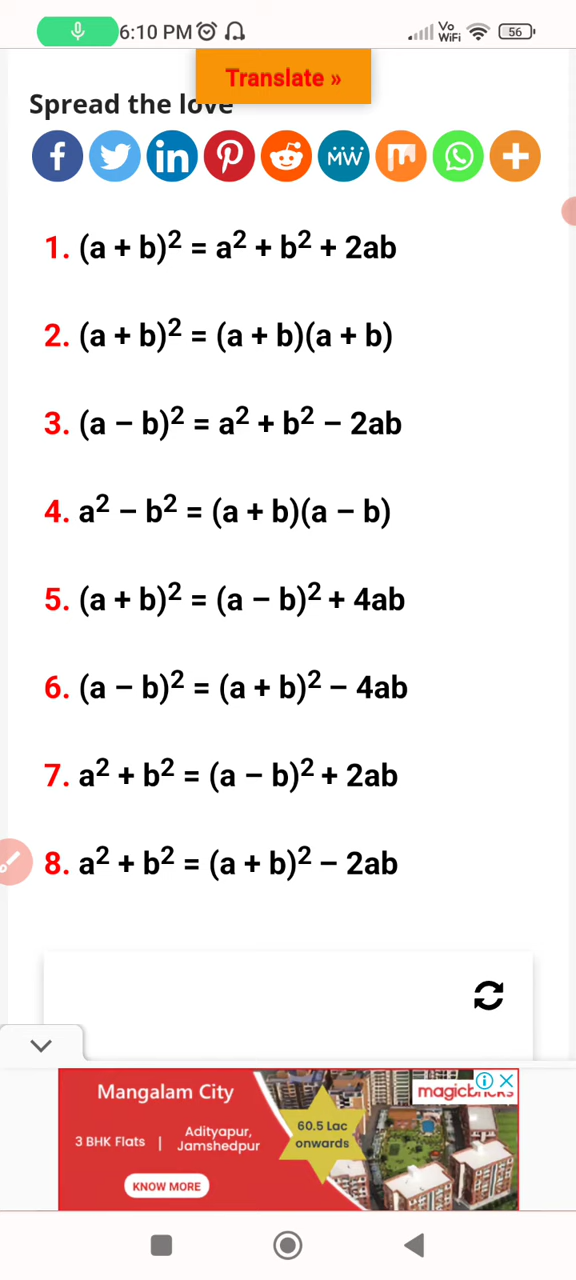 6:10 PM
Vo
WiFi
56
Translate »
Spread the love
1. (a + b)² = a² + b² + 2ab
2. (a + b)² = (a + b)(a + b)
3. (a − b)² = a² + b² − 2ab
4. a² − b² = (a + b)(a − b)
5. (a + b)² = (a − b)² + 4ab
6. (a − b)² = (a + b)² − 4ab
7. a² + b² = (a − b)² + 2ab
8. a² + b² = (a + b)² − 2ab
Mangalam City
3 BHK Flats | Adityapur,
Jamshedpur
60.5 Lac
onwards
magicbricks
KNOW MORE